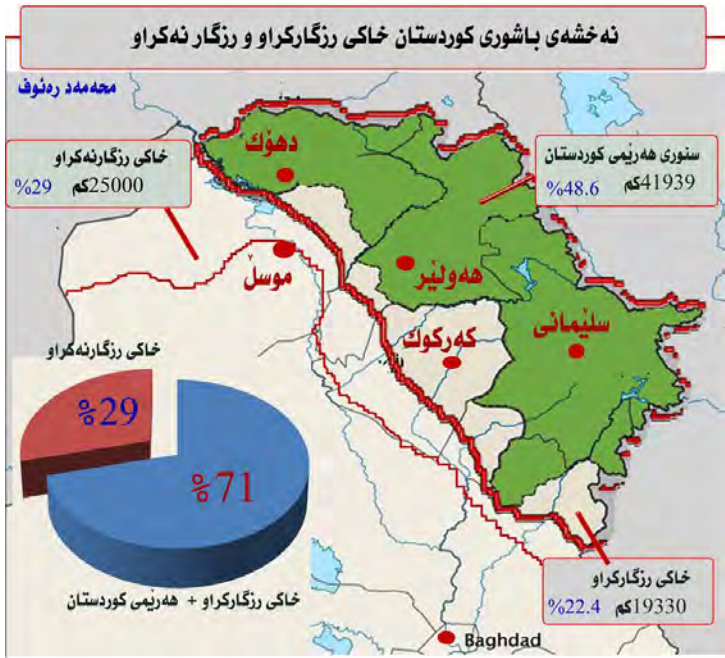 نەخشەی باشوری کوردستان خاکی رزگارکراو و رزگار نەکراو
محەمەد رەئوف
سنوری هەرێمی کوردستان
41939کم %48.6
خاکی رزگارنەکراو
25000کم %29
دهۆك
موسڵ
هەولێر
کەرکوك
سلێمانی
خاکی رزگارنەکراو
%29
%71
خاکی رزگارکراو + هەرێمی کوردستان
خاکی رزگارکراو
19330کم %22.4
Baghdad